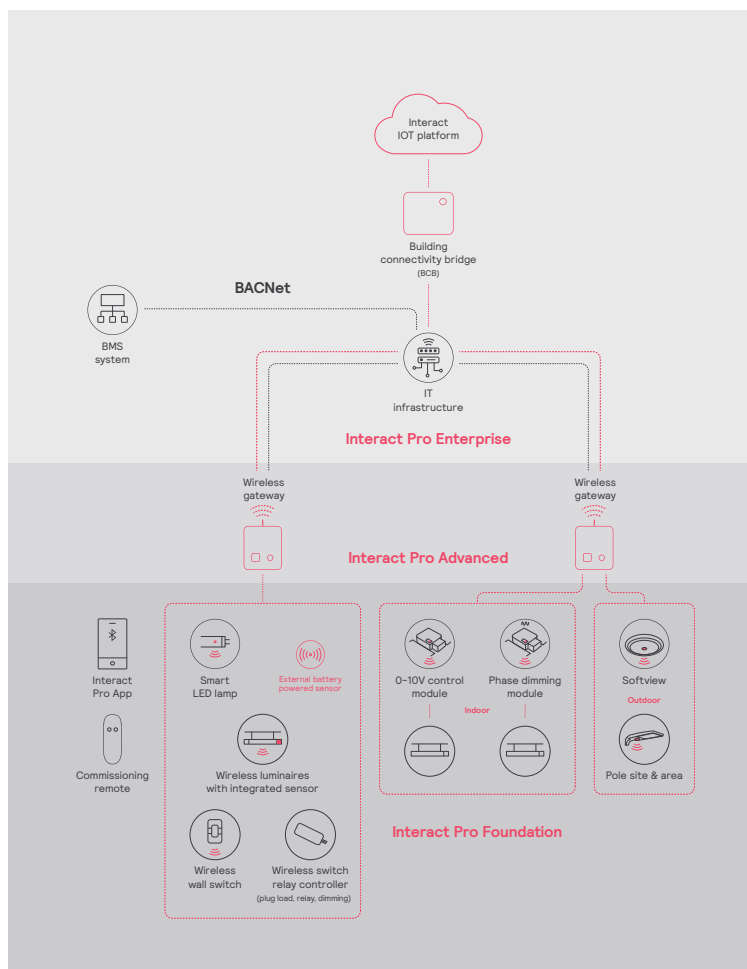 Interact
IOT platform
Building
connectivity bridge
(BCB)
BACNet
BMS
system
IT
infrastructure
Interact Pro Enterprise
Wireless
gateway
Wireless
gateway
Interact Pro Advanced
Interact
Pro App
Smart
LED lamp
External battery
powered sensor
0-10V control
module
Phase dimming
module
Indoor
Softview
Outdoor
Commissioning
remote
Wireless luminaires
with integrated sensor
Pole site & area
Interact Pro Foundation
Wireless
wall switch
Wireless switch
relay controller
(plug load, relay, dimming)